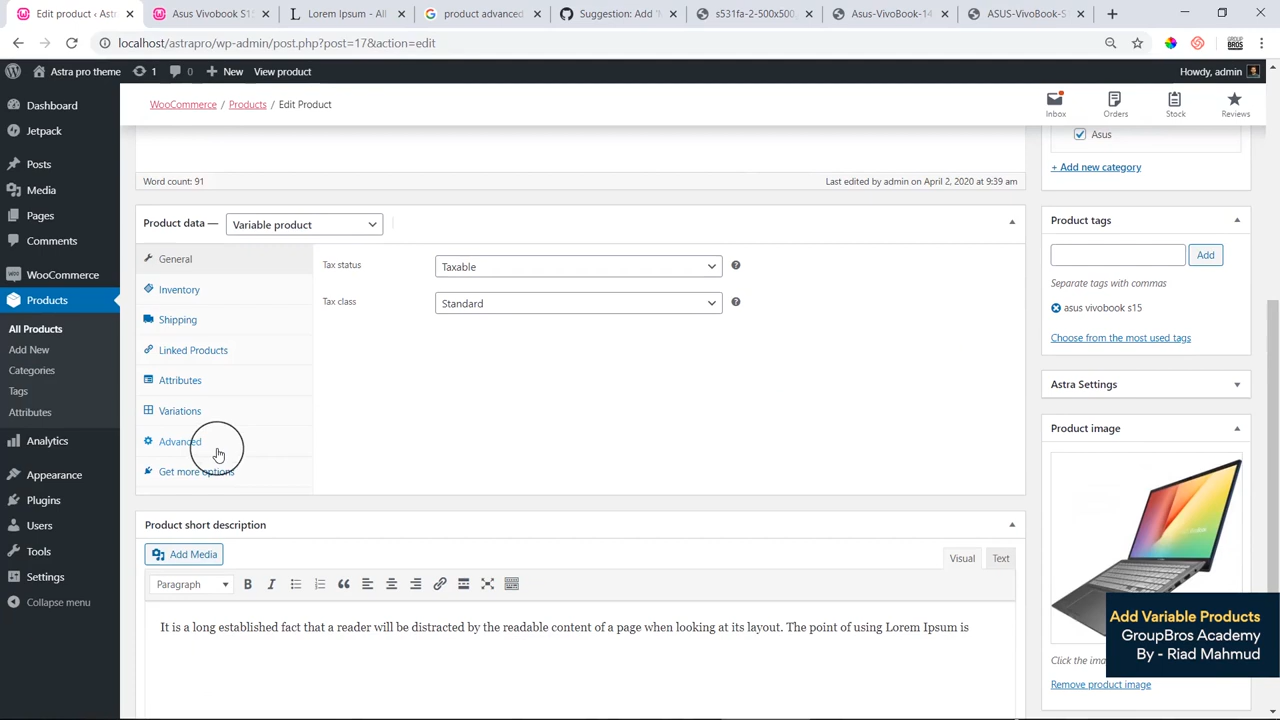 Edit product < Astra
Asus Vivobook S15
Lorem Ipsum - All
product advanced
Suggestion: Add 'I
s531fa-2-300x500
Asus-VivoBook-14
ASUS-VivoBook-S
localhost/astrapro/wp-admin/post.php?post=17&action=edit
GROUP
BROS
Astra pro theme
1
0
New
View product
Howdy, admin
WooCommerce / Products / Edit Product
Inbox
Orders
Stock
Reviews
Dashboard
Jetpack
Posts
Media
Pages
Comments
WooCommerce
Products
All Products
Add New
Categories
Tags
Attributes
Analytics
Appearance
Plugins
Users
Tools
Settings
Collapse menu
Word count: 91
Last edited by admin on April 2, 2020 at 9:39 am
Product data —
Variable product
General
Inventory
Shipping
Linked Products
Attributes
Variations
Advanced
Get more options
Tax status
Taxable
Tax class
Standard
Product short description
Add Media
Visual
Text
Paragraph
It is a long established fact that a reader will be distracted by the readable content of a page when looking at its layout. The point of using Lorem Ipsum is
Asus
+ Add new category
Product tags
Add
Separate tags with commas
asus vivobook s15
Choose from the most used tags
Astra Settings
Product image
Click the ima
Remove product image
Add Variable Products
GroupBros Academy
By - Riad Mahmud